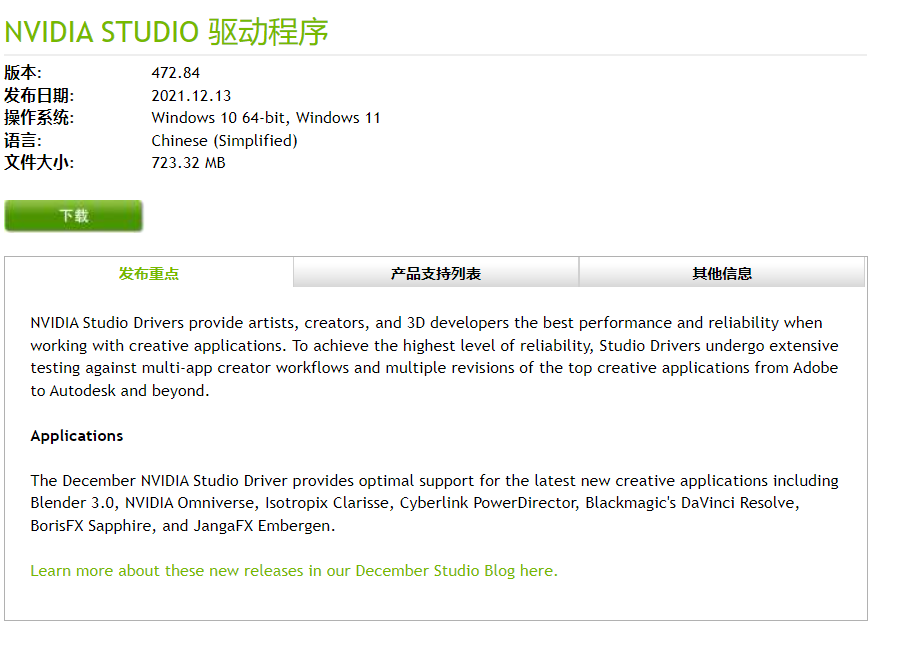 NVIDIA STUDIO 驱动程序
版本: 472.84
发布日期: 2021.12.13
操作系统: Windows 10 64-bit, Windows 11
语言: Chinese (Simplified)
文件大小: 723.32 MB
下载
发布重点 产品支持列表 其他信息
NVIDIA Studio Drivers provide artists, creators, and 3D developers the best performance and reliability when
working with creative applications. To achieve the highest level of reliability, Studio Drivers undergo extensive
testing against multi-app creator workflows and multiple revisions of the top creative applications from Adobe
to Autodesk and beyond.
Applications
The December NVIDIA Studio Driver provides optimal support for the latest new creative applications including
Blender 3.0, NVIDIA Omniverse, Isotropix Clarisse, Cyberlink PowerDirector, Blackmagic's DaVinci Resolve,
BorisFX Sapphire, and JangaFX Embergen.
Learn more about these new releases in our December Studio Blog here.